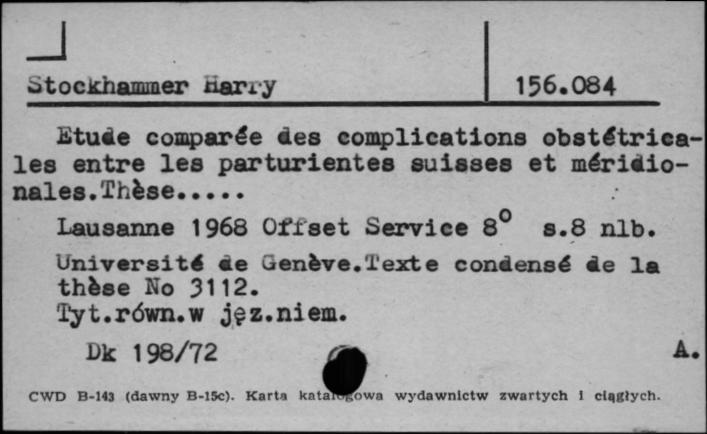 Stockhammer Harry 156.084
Etude comparée des complications obstétrica-
les entre les parturientes suisses et méridio-
nales.Thèse.....
Lausanne 1968 Offset Service 8° s.8 nlb.
Université de Genève.Texte condensé de la
thèse No 3112.
Tyt.równ.w jęz.niem.
Dk 198/72 A.
CWD B-143 (dawny B-15c). Karta katalogowa wydawnictw zwartych i ciągłych.